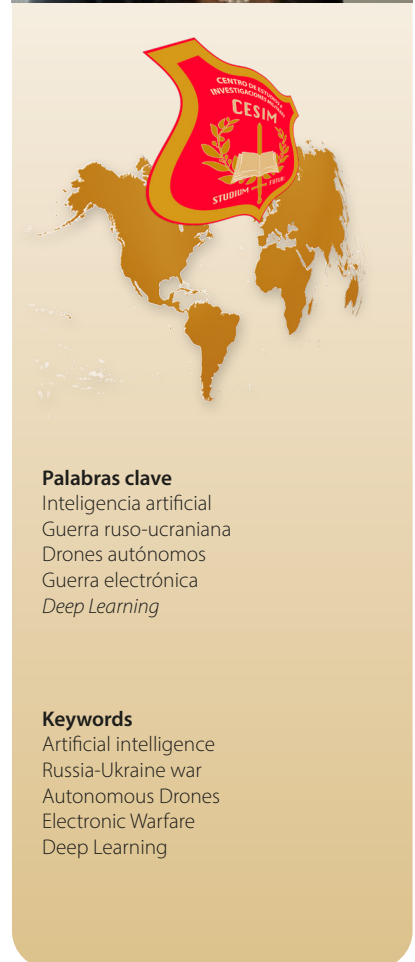 CENTRO DE ESTUDIOS E
INVESTIGACIONES MILITARES
CESIM
STUDIUM FUTURI
Palabras clave
Inteligencia artificial
Guerra ruso-ucraniana
Drones autónomos
Guerra electrónica
Deep Learning
Keywords
Artificial intelligence
Russia-Ukraine war
Autonomous Drones
Electronic Warfare
Deep Learning